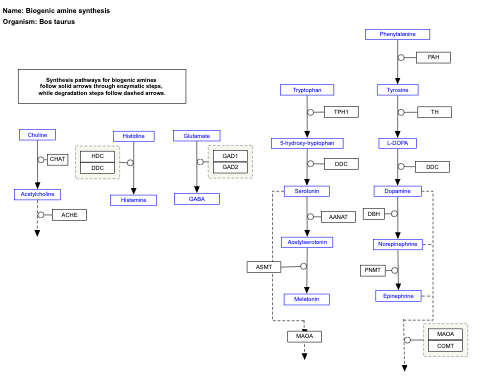 Name: Biogenic amine synthesis
Organism: Bos taurus
Synthesis pathways for biogenic amines
follow solid arrows through enzymatic steps,
while degradation steps follow dashed arrows.
Phenylalanine
PAH
Tryptophan
Tyrosine
TPH1
TH
Choline
Histidine
Glutamate
5-hydroxy-tryptophan
L-DOPA
CHAT
HDC
DDC
GAD1
GAD2
DDC
DDC
Acetylcholine
Histamine
GABA
Serotonin
Dopamine
ACHE
AANAT
DBH
Acetylserotonin
Norepinephrine
ASMT
PNMT
Melatonin
Epinephrine
MAOA
MAOA
COMT